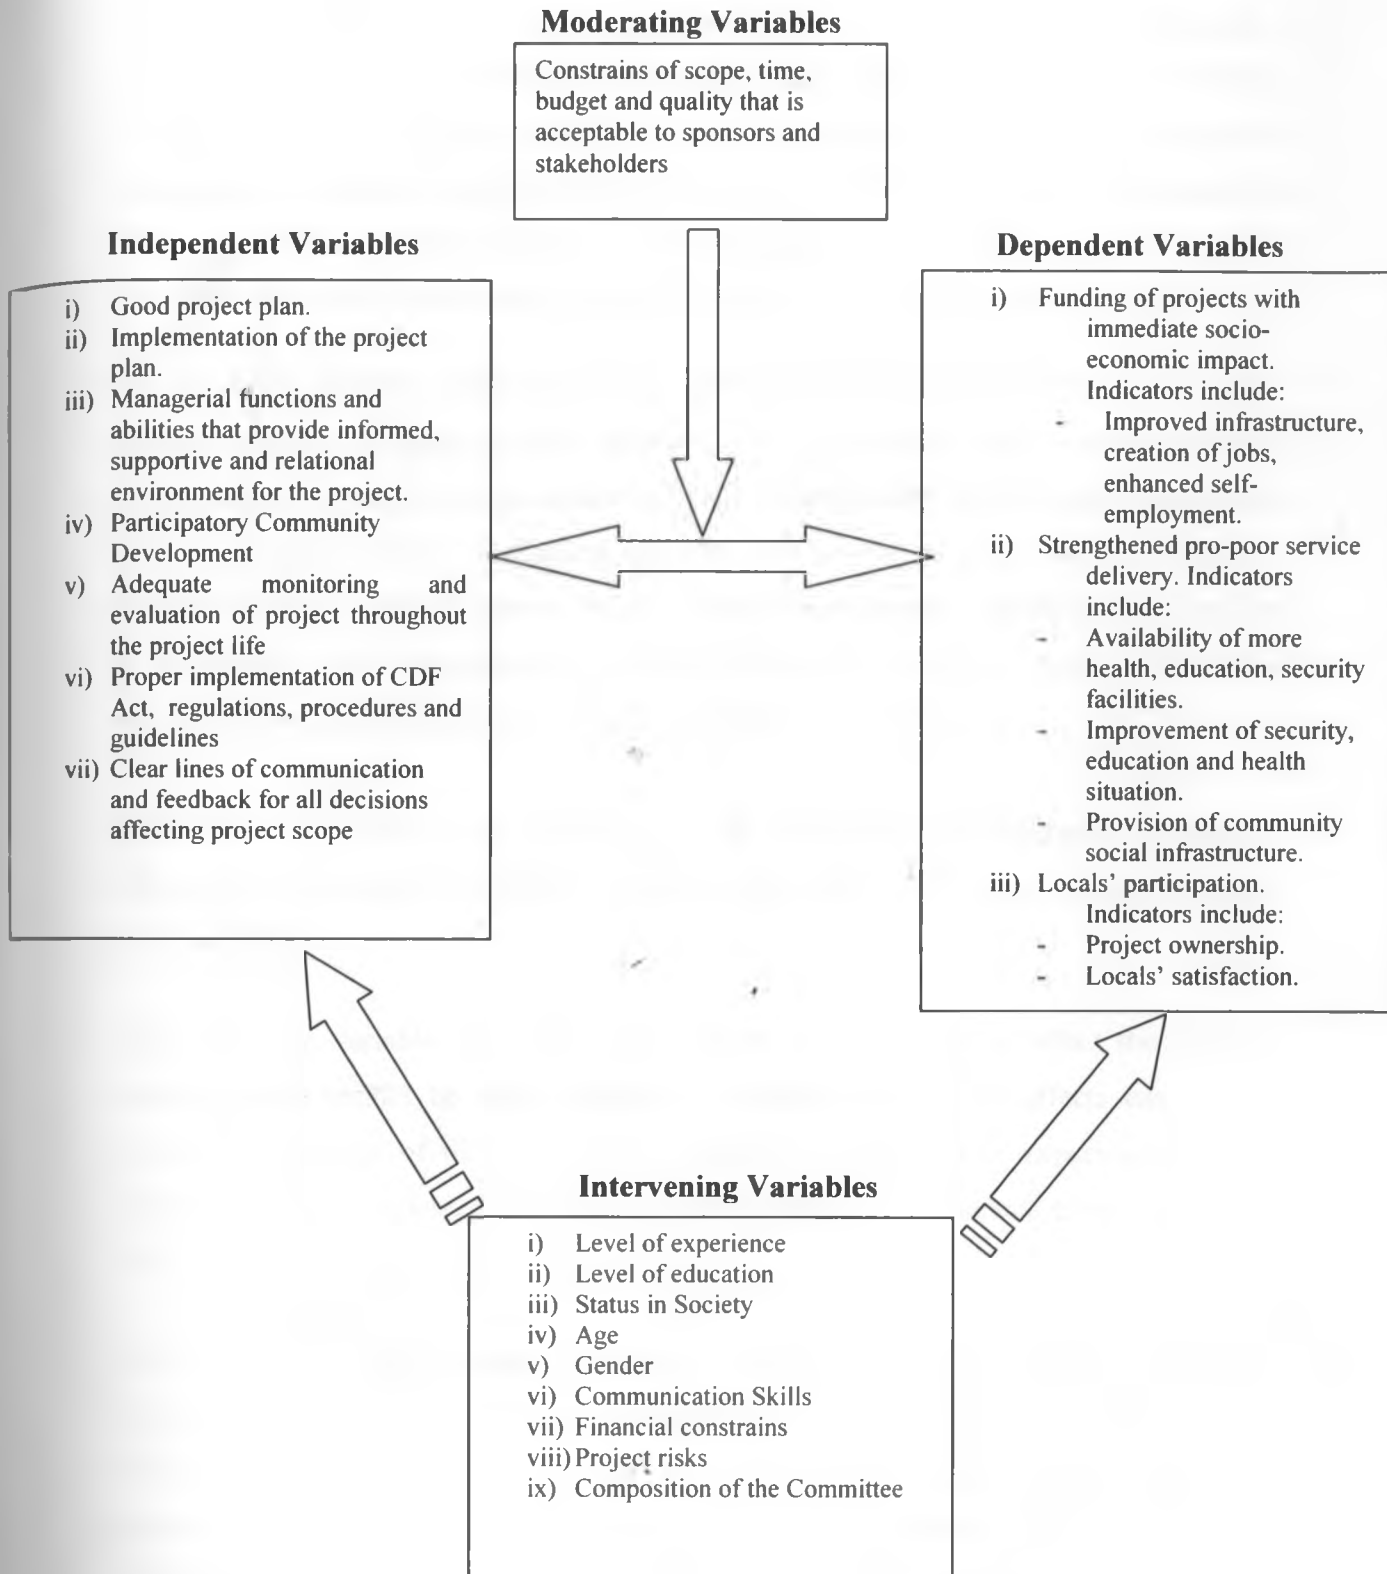 Moderating Variables
Constrains of scope, time,
budget and quality that is
acceptable to sponsors and
stakeholders
Independent Variables
i) Good project plan.
ii) Implementation of the project
plan.
iii) Managerial functions and
abilities that provide informed,
supportive and relational
environment for the project.
iv) Participatory Community
Development
v) Adequate monitoring and
evaluation of project throughout
the project life
vi) Proper implementation of CDF
Act, regulations, procedures and
guidelines
vii) Clear lines of communication
and feedback for all decisions
affecting project scope
Dependent Variables
i) Funding of projects with
immediate socio-
economic impact.
Indicators include:
- Improved infrastructure,
creation of jobs,
enhanced self-
employment.
ii) Strengthened pro-poor service
delivery. Indicators
include:
- Availability of more
health, education, security
facilities.
- Improvement of security,
education and health
situation.
- Provision of community
social infrastructure.
iii) Locals' participation.
Indicators include:
- Project ownership.
- Locals' satisfaction.
Intervening Variables
i) Level of experience
ii) Level of education
iii) Status in Society
iv) Age
v) Gender
vi) Communication Skills
vii) Financial constrains
viii) Project risks
ix) Composition of the Committee